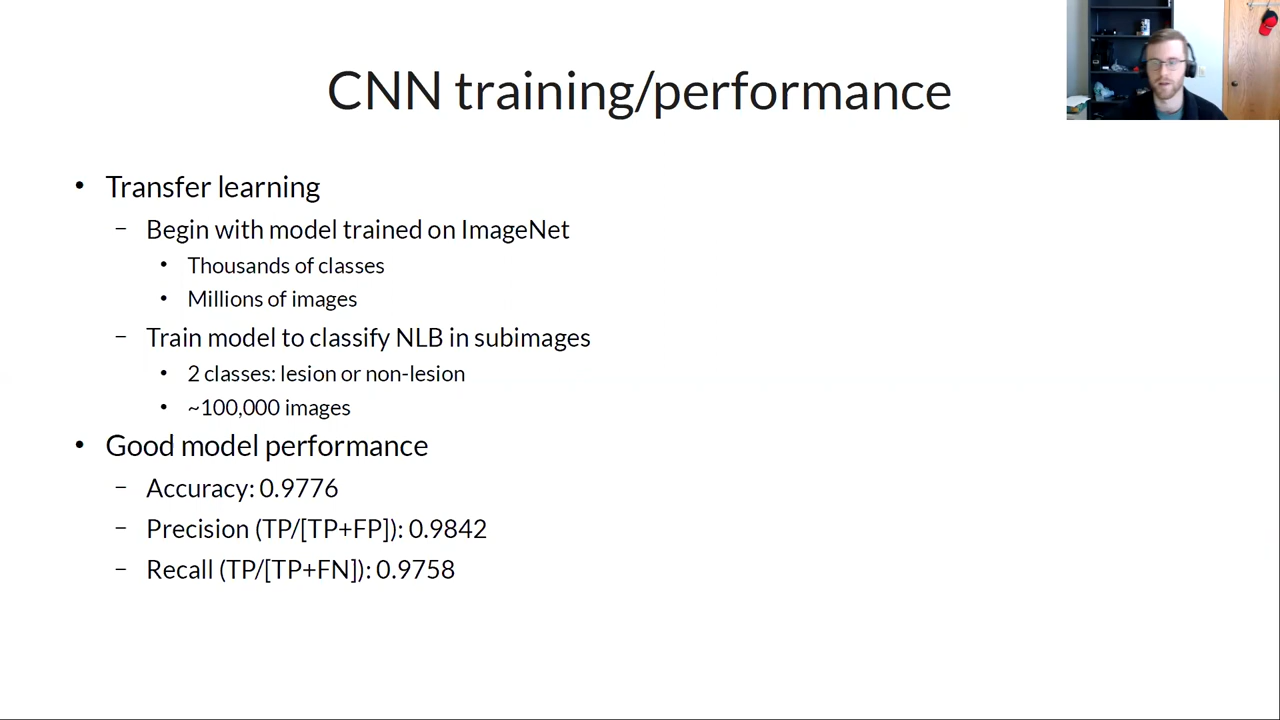 CNN training/performance
• Transfer learning
– Begin with model trained on ImageNet
• Thousands of classes
• Millions of images
– Train model to classify NLB in subimages
• 2 classes: lesion or non-lesion
• ~100,000 images
• Good model performance
– Accuracy: 0.9776
– Precision (TP/[TP+FP]): 0.9842
– Recall (TP/[TP+FN]): 0.9758